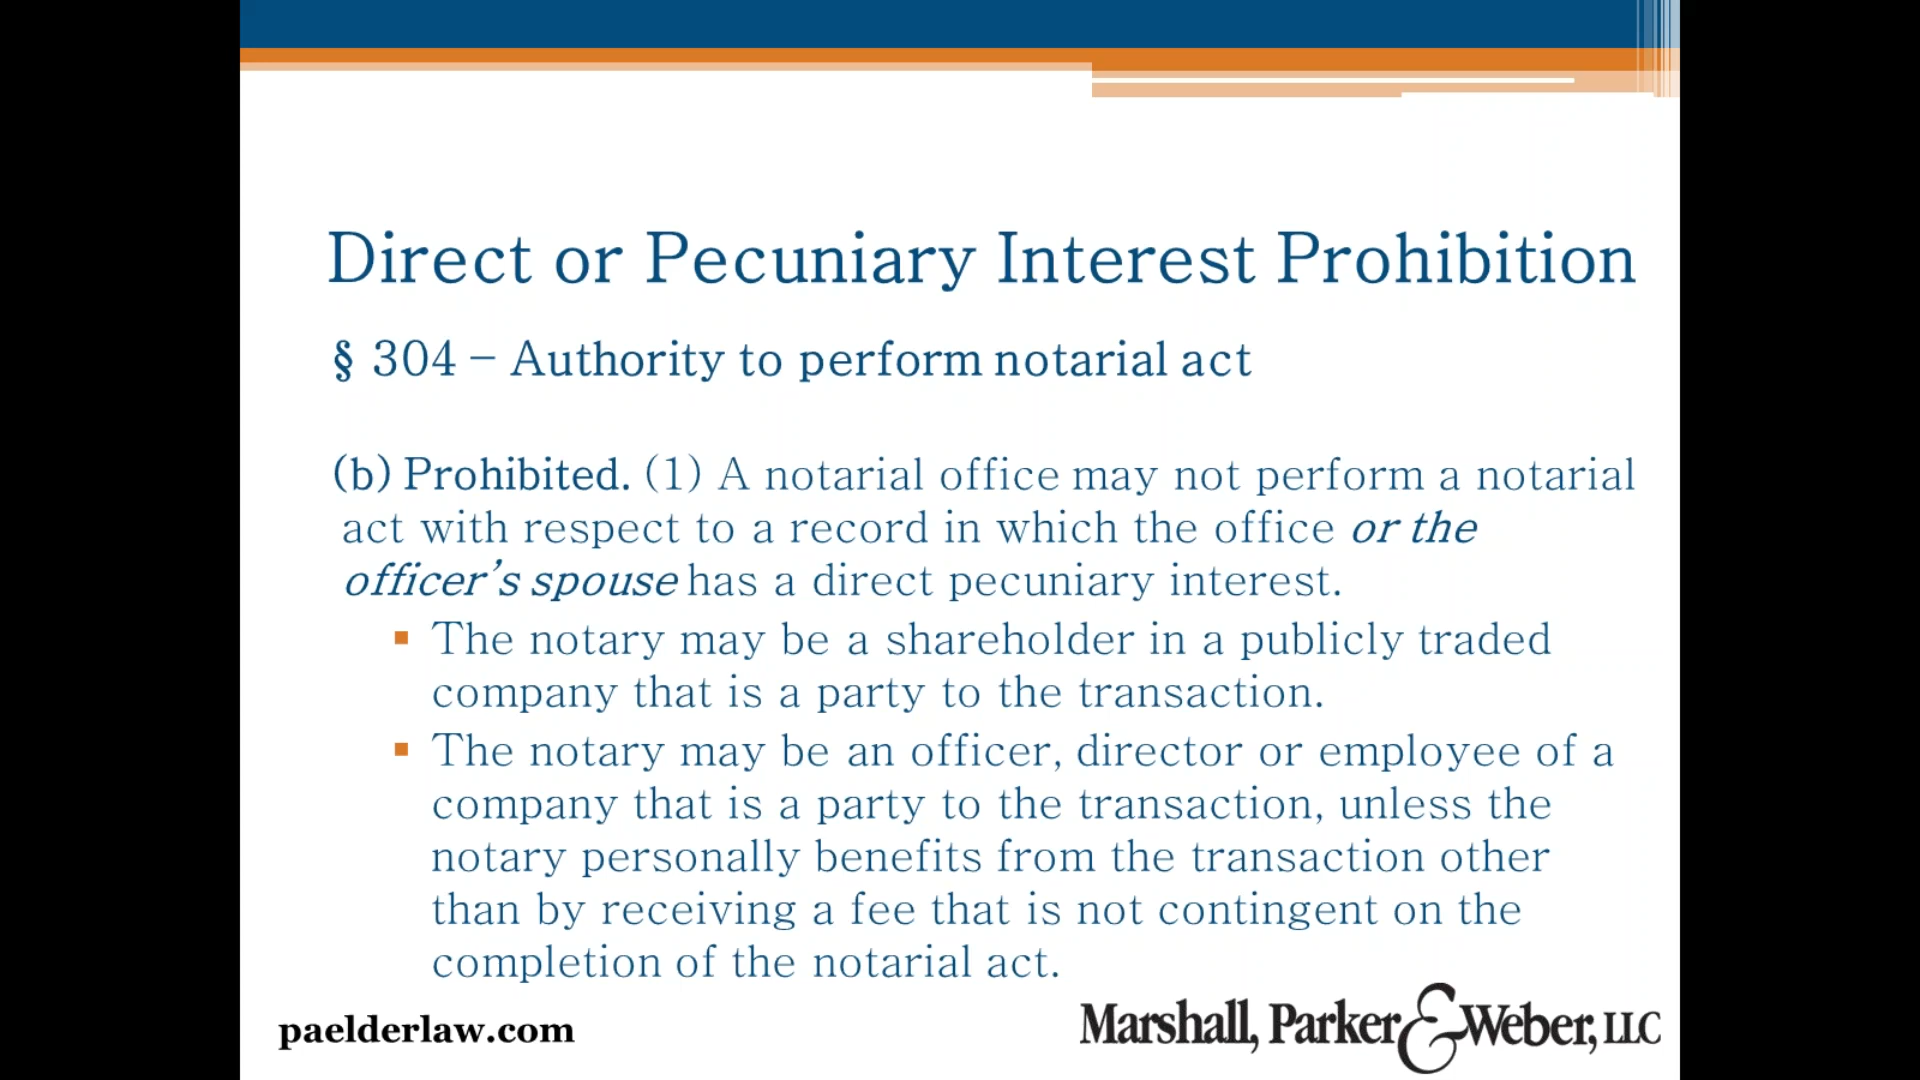 Direct or Pecuniary Interest Prohibition
§ 304 – Authority to perform notarial act
(b) Prohibited. (1) A notarial office may not perform a notarial
act with respect to a record in which the office or the
officer’s spouse has a direct pecuniary interest.
▪ The notary may be a shareholder in a publicly traded
company that is a party to the transaction.
▪ The notary may be an officer, director or employee of a
company that is a party to the transaction, unless the
notary personally benefits from the transaction other
than by receiving a fee that is not contingent on the
completion of the notarial act.
paelderlaw.com
Marshall, Parker & Weber, LLC